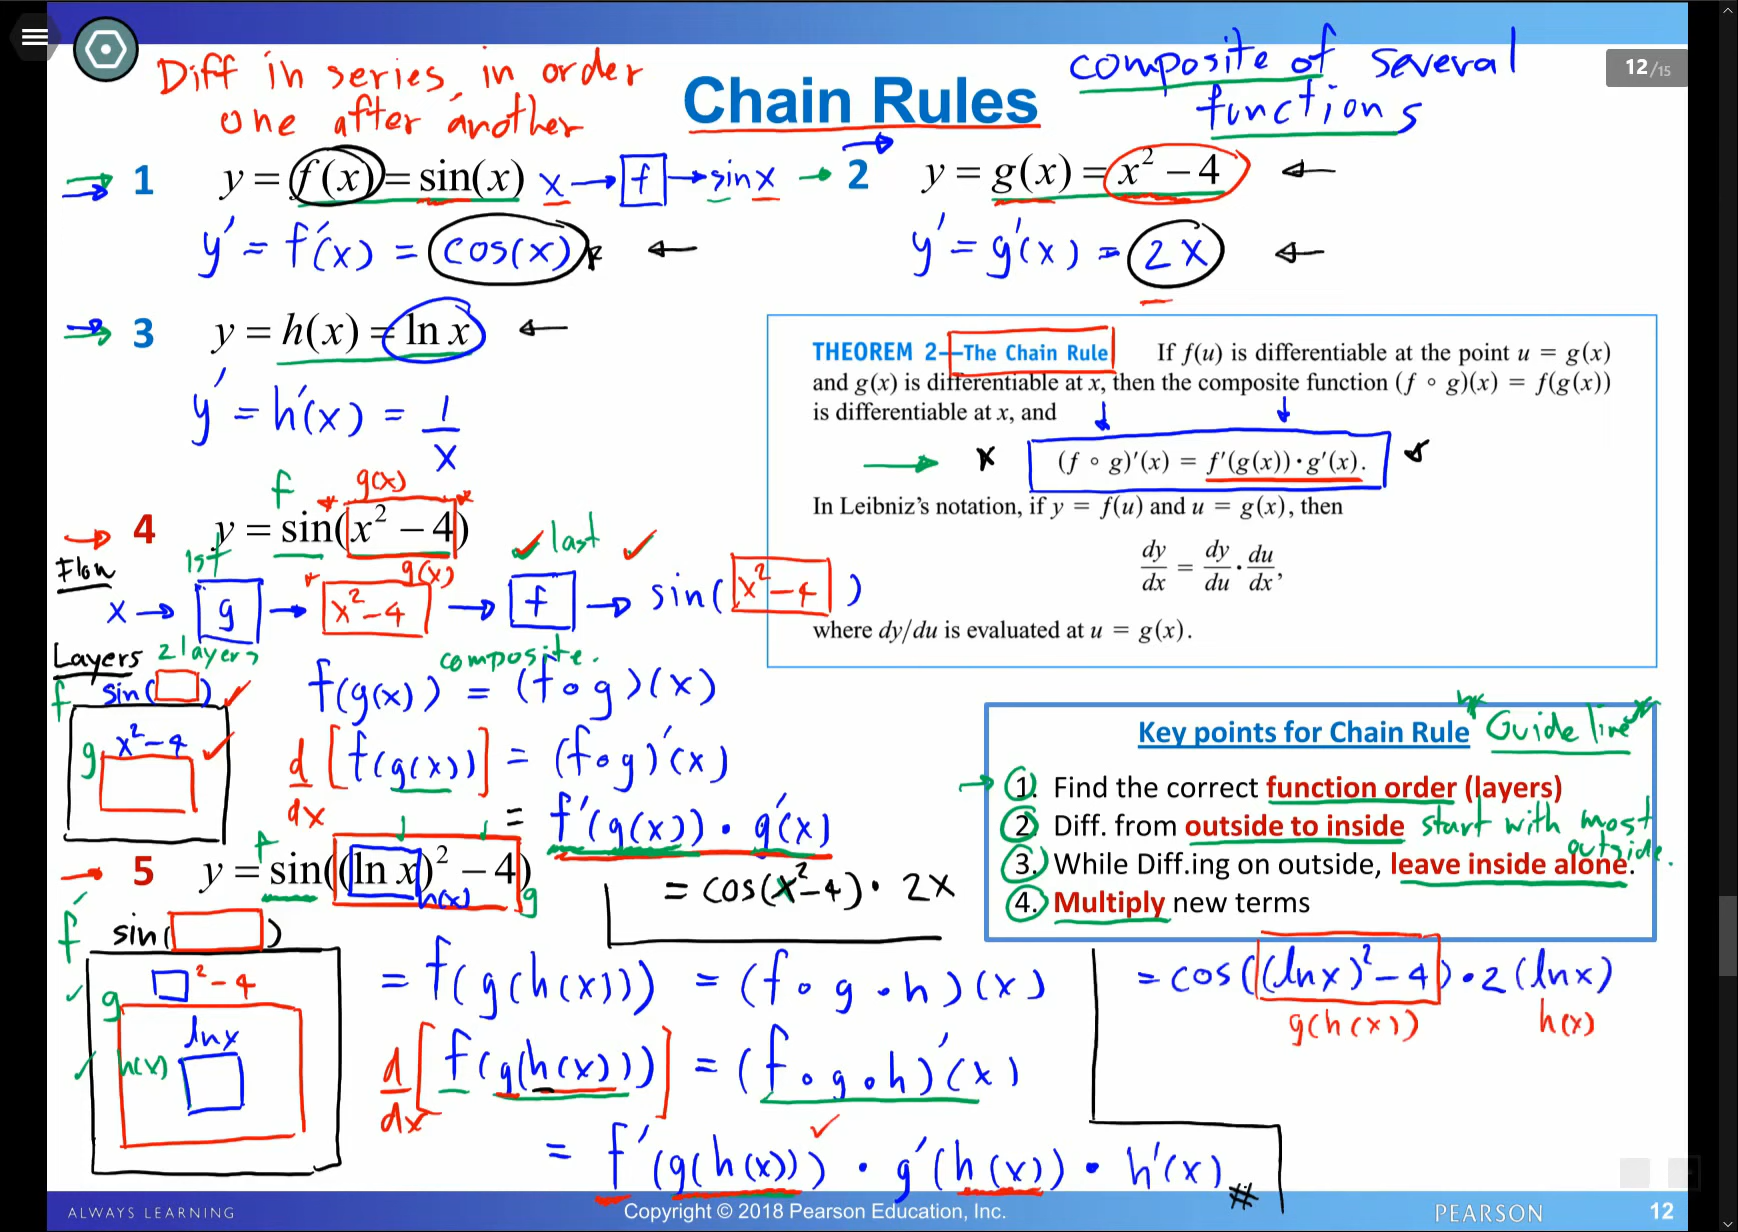 Diff in series, in order
one after another
Chain Rules
composite of several
functions
12/15
1 y = f(x) = sin(x) x → f → sin x
2 y = g(x) = x² − 4
y' = f'(x) = cos(x)
y' = g'(x) = 2x
3 y = h(x) = ln x
y' = h'(x) = 1/x
THEOREM 2—The Chain Rule If f(u) is differentiable at the point u = g(x)
and g(x) is differentiable at x, then the composite function (f ∘ g)(x) = f(g(x))
is differentiable at x, and
(f ∘ g)'(x) = f'(g(x)) · g'(x).
In Leibniz's notation, if y = f(u) and u = g(x), then
dy/dx = dy/du · du/dx,
where dy/du is evaluated at u = g(x).
f g(x)
4 y = sin(x² − 4)
Flow 1st g(x) last
x → g → x²−4 → f → sin(x²−4)
Layers 2 layers
f sin( )
g x²−4
composite.
f(g(x)) = (f∘g)(x)
d/dx [f(g(x))] = (f∘g)'(x)
= f'(g(x)) · g'(x)
= cos(x²−4) · 2x
Key points for Chain Rule Guide line
1. Find the correct function order (layers)
2. Diff. from outside to inside start with most
outside.
3. While Diff.ing on outside, leave inside alone.
4. Multiply new terms
f
5 y = sin((ln x)² − 4)
h(x) g
f sin( )
g □² − 4
h(x) ln x
= f(g(h(x))) = (f∘g∘h)(x)
d/dx [f(g(h(x)))] = (f∘g∘h)'(x)
= f'(g(h(x))) · g'(h(x)) · h'(x) #
= cos((ln x)² − 4) · 2(ln x)
g(h(x)) h(x)
ALWAYS LEARNING
Copyright © 2018 Pearson Education, Inc.
PEARSON
12